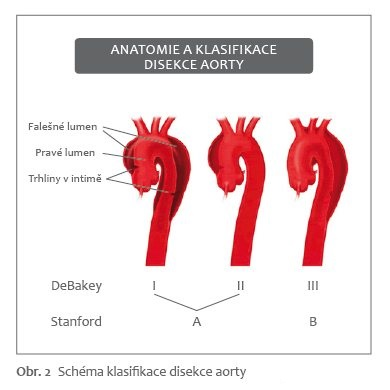 ANATOMIE A KLASIFIKACE
DISEKCE AORTY
Falešné lumen
Pravé lumen
Trhliny v intimě
DeBakey I II III
Stanford A B
Obr. 2 Schéma klasifikace disekce aorty